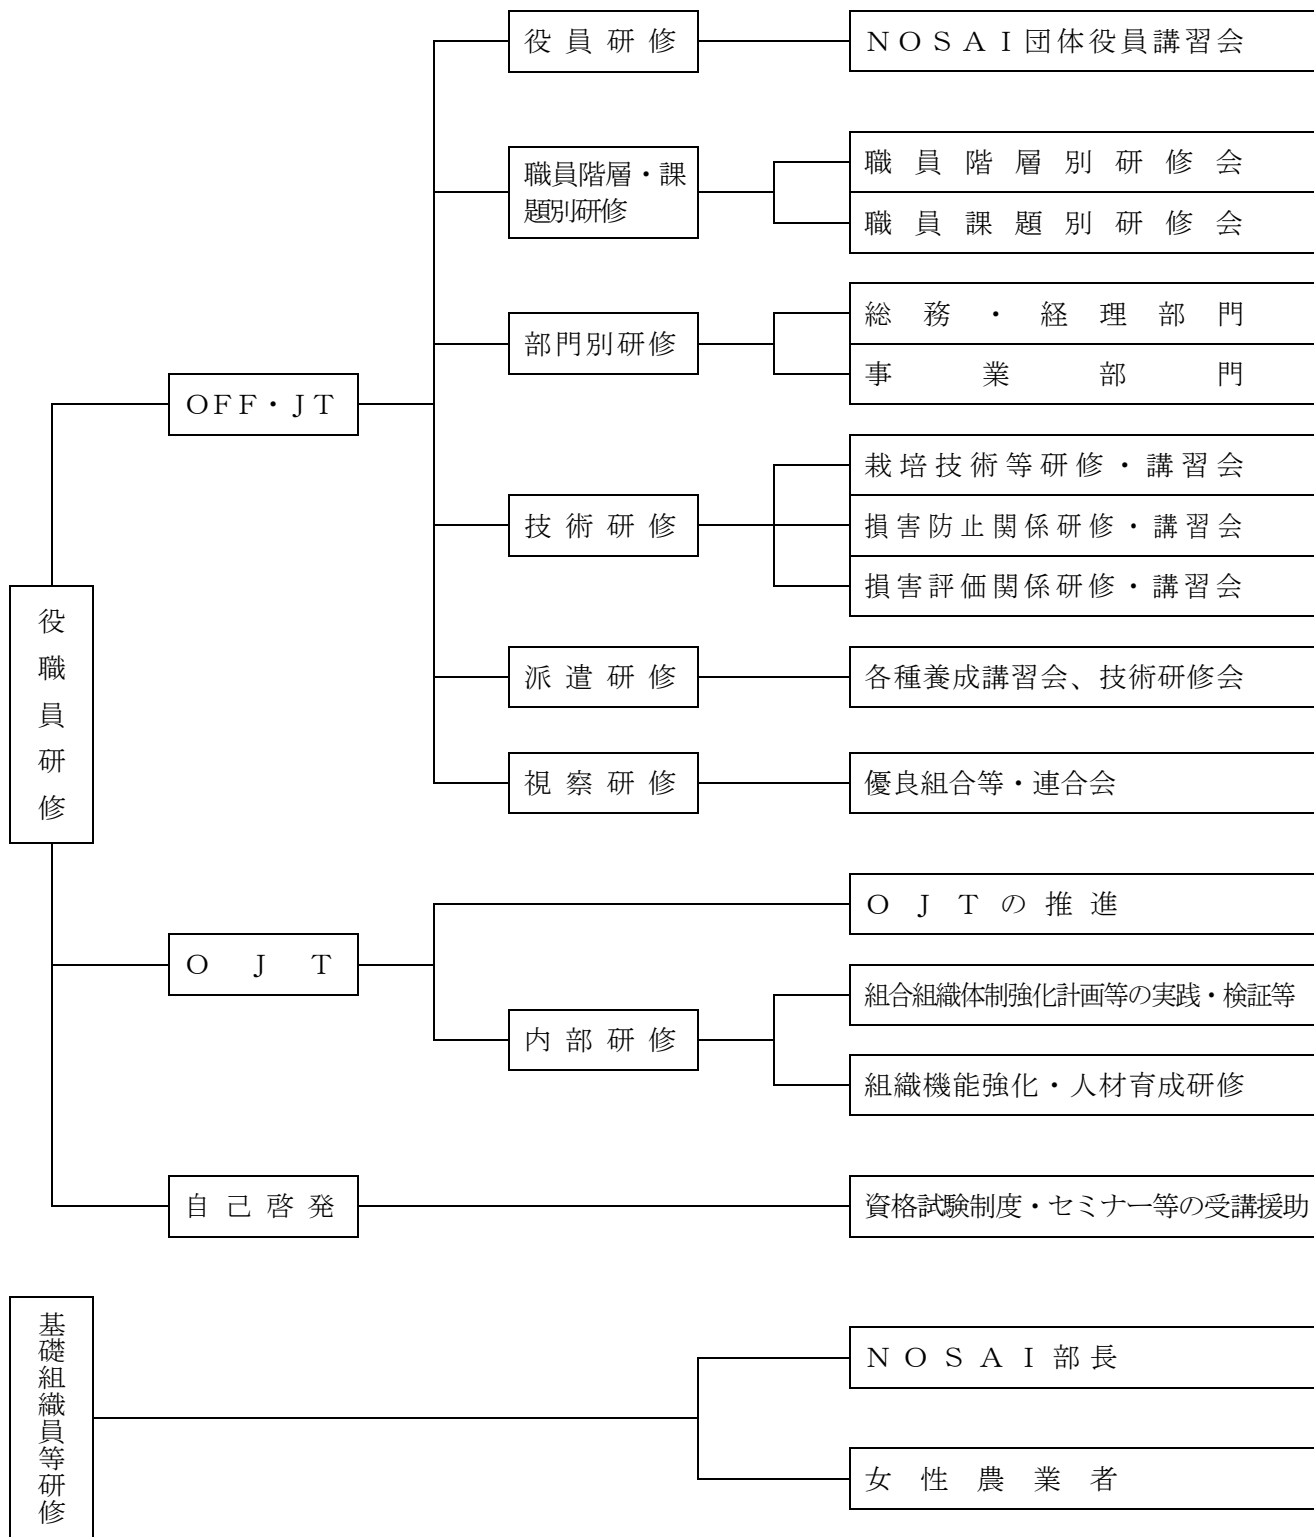 役員研修
NOSAI団体役員講習会
職員階層・課
題別研修
職員階層別研修会
職員課題別研修会
部門別研修
総務・経理部門
事業部門
OFF・JT
技術研修
栽培技術等研修・講習会
損害防止関係研修・講習会
損害評価関係研修・講習会
役職員研修
派遣研修
各種養成講習会、技術研修会
視察研修
優良組合等・連合会
OJT
OJTの推進
内部研修
組合組織体制強化計画等の実践・検証等
組織機能強化・人材育成研修
自己啓発
資格試験制度・セミナー等の受講援助
基礎組織員等研修
NOSAI部長
女性農業者